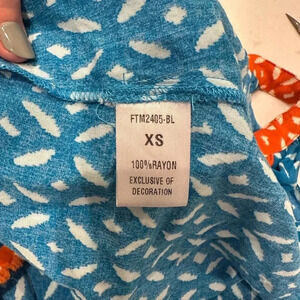 FTM2405-BL
XS
100%RAYON
EXCLUSIVE OF
DECORATION